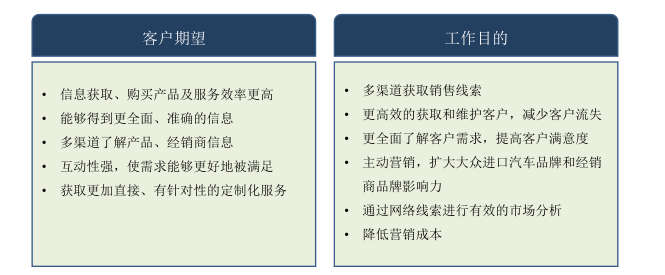 客户期望
• 信息获取、购买产品及服务效率更高
• 能够得到更全面、准确的信息
• 多渠道了解产品、经销商信息
• 互动性强，使需求能够更好地被满足
• 获取更加直接、有针对性的定制化服务
工作目的
• 多渠道获取销售线索
• 更高效的获取和维护客户，减少客户流失
• 更全面了解客户需求，提高客户满意度
• 主动营销，扩大大众进口汽车品牌和经销
商品牌影响力
• 通过网络线索进行有效的市场分析
• 降低营销成本